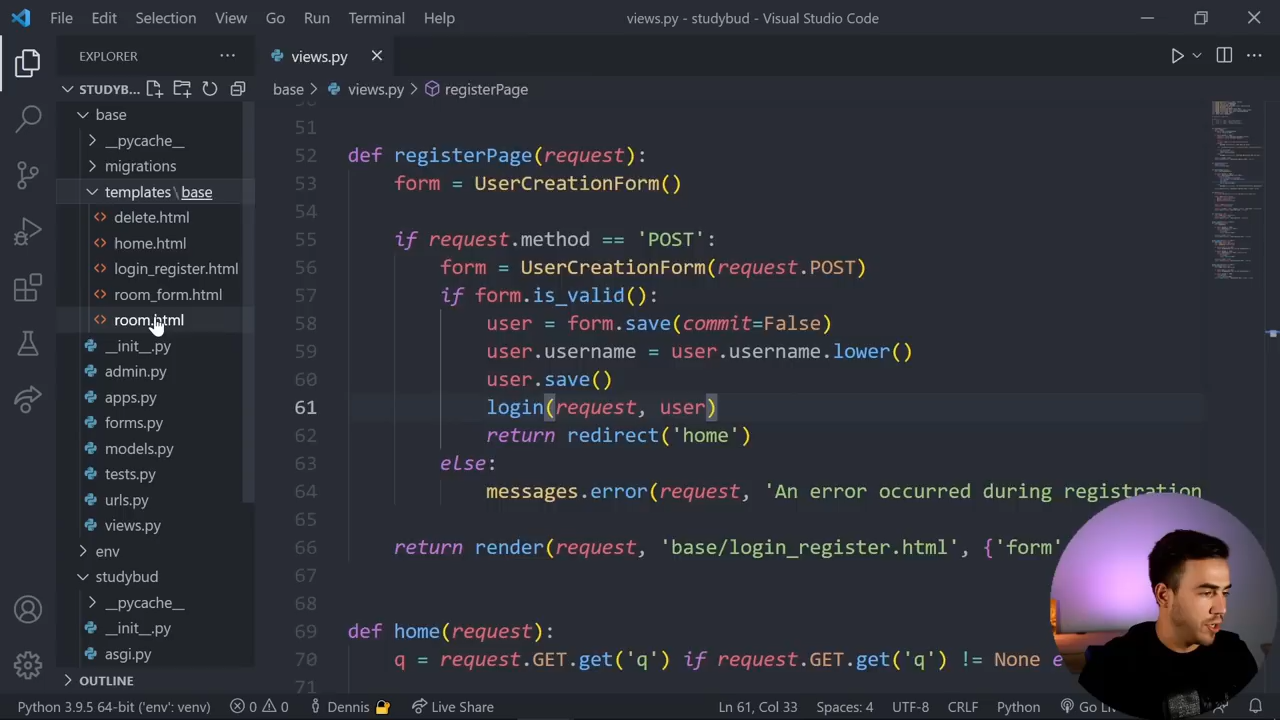 File Edit Selection View Go Run Terminal Help views.py - studybud - Visual Studio Code
EXPLORER
STUDYB...
base
__pycache__
migrations
templates\base
delete.html
home.html
login_register.html
room_form.html
room.html
__init__.py
admin.py
apps.py
forms.py
models.py
tests.py
urls.py
views.py
env
studybud
__pycache__
__init__.py
asgi.py
OUTLINE
views.py
base > views.py > registerPage
51
52 def registerPage(request):
53 form = UserCreationForm()
54
55 if request.method == 'POST':
56 form = UserCreationForm(request.POST)
57 if form.is_valid():
58 user = form.save(commit=False)
59 user.username = user.username.lower()
60 user.save()
61 login(request, user)
62 return redirect('home')
63 else:
64 messages.error(request, 'An error occurred during registration
65
66 return render(request, 'base/login_register.html', {'form'
67
68
69 def home(request):
70 q = request.GET.get('q') if request.GET.get('q') != None e
71
Python 3.9.5 64-bit ('env': venv) 0 0 Dennis Live Share Ln 61, Col 33 Spaces: 4 UTF-8 CRLF Python Go Li